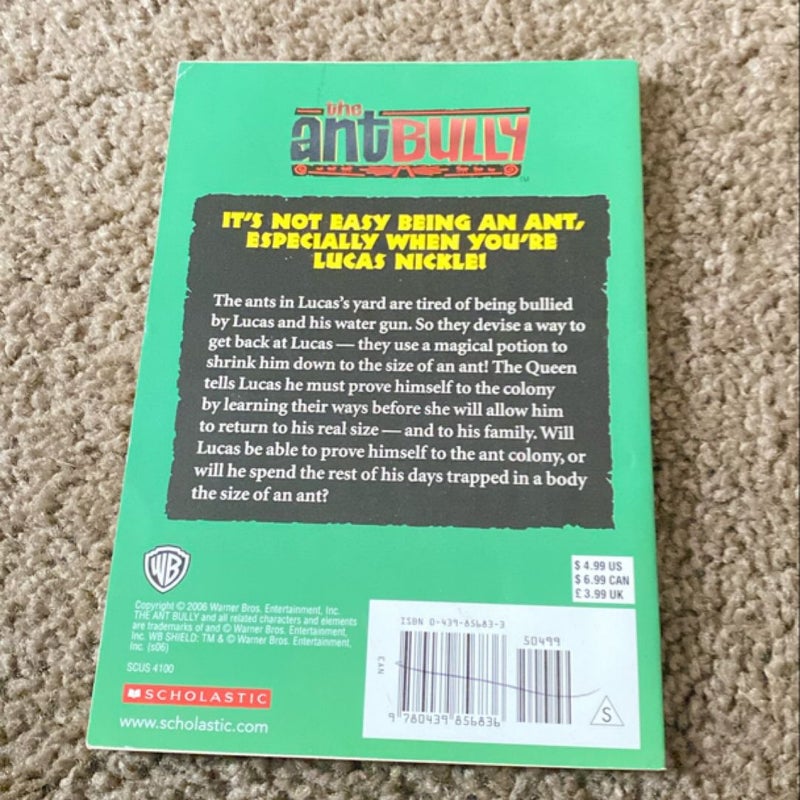 the
ant BULLY
™
IT'S NOT EASY BEING AN ANT,
ESPECIALLY WHEN YOU'RE
LUCAS NICKLE!
The ants in Lucas's yard are tired of being bullied
by Lucas and his water gun. So they devise a way to
get back at Lucas — they use a magical potion to
shrink him down to the size of an ant! The Queen
tells Lucas he must prove himself to the colony
by learning their ways before she will allow him
to return to his real size — and to his family. Will
Lucas be able to prove himself to the ant colony, or
will he spend the rest of his days trapped in a body
the size of an ant?
WB
$ 4.99 US
$ 6.99 CAN
£ 3.99 UK
Copyright © 2006 Warner Bros. Entertainment, Inc.
THE ANT BULLY and all related characters and elements
are trademarks of and © Warner Bros. Entertainment,
Inc. WB SHIELD: TM & © Warner Bros. Entertainment,
Inc. (s06)
SCUS 4100
SCHOLASTIC
www.scholastic.com
ISBN 0-439-85683-3
50499
EAN
9 780439 856836
S